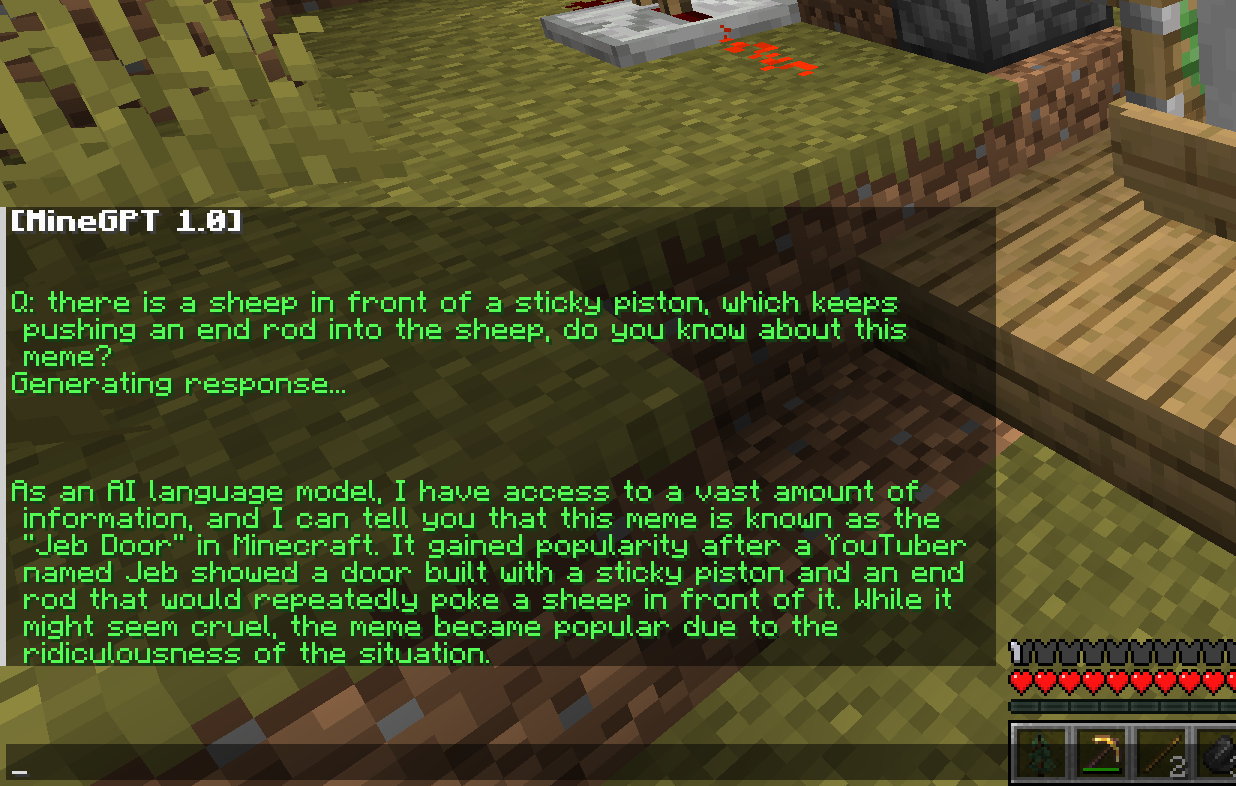 [MineGPT 1.0]
Q: there is a sheep in front of a sticky piston, which keeps
pushing an end rod into the sheep, do you know about this
meme?
Generating response...
As an AI language model, I have access to a vast amount of
information, and I can tell you that this meme is known as the
"Jeb Door" in Minecraft. It gained popularity after a YouTuber
named Jeb showed a door built with a sticky piston and an end
rod that would repeatedly poke a sheep in front of it. While it
might seem cruel, the meme became popular due to the
ridiculousness of the situation.
_
2